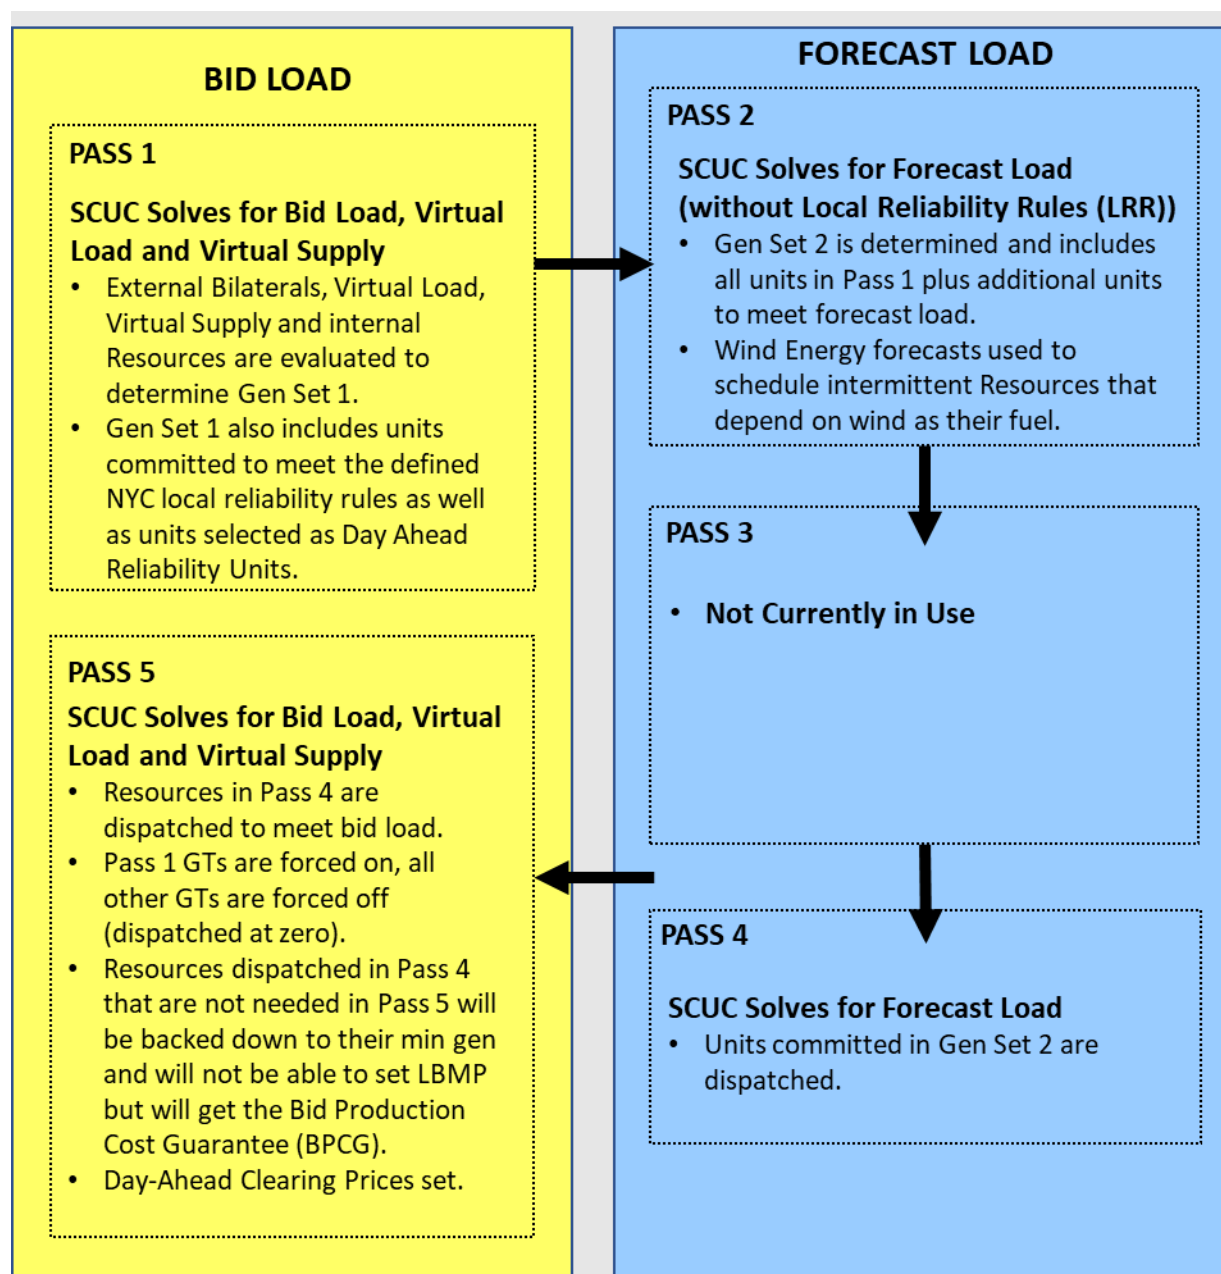 BID LOAD
PASS 1
SCUC Solves for Bid Load, Virtual
Load and Virtual Supply
• External Bilaterals, Virtual Load,
Virtual Supply and internal
Resources are evaluated to
determine Gen Set 1.
• Gen Set 1 also includes units
committed to meet the defined
NYC local reliability rules as well
as units selected as Day Ahead
Reliability Units.
FORECAST LOAD
PASS 2
SCUC Solves for Forecast Load
(without Local Reliability Rules (LRR))
• Gen Set 2 is determined and includes
all units in Pass 1 plus additional units
to meet forecast load.
• Wind Energy forecasts used to
schedule intermittent Resources that
depend on wind as their fuel.
PASS 3
• Not Currently in Use
PASS 4
SCUC Solves for Forecast Load
• Units committed in Gen Set 2 are
dispatched.
PASS 5
SCUC Solves for Bid Load, Virtual
Load and Virtual Supply
• Resources in Pass 4 are
dispatched to meet bid load.
• Pass 1 GTs are forced on, all
other GTs are forced off
(dispatched at zero).
• Resources dispatched in Pass 4
that are not needed in Pass 5 will
be backed down to their min gen
and will not be able to set LBMP
but will get the Bid Production
Cost Guarantee (BPCG).
• Day-Ahead Clearing Prices set.